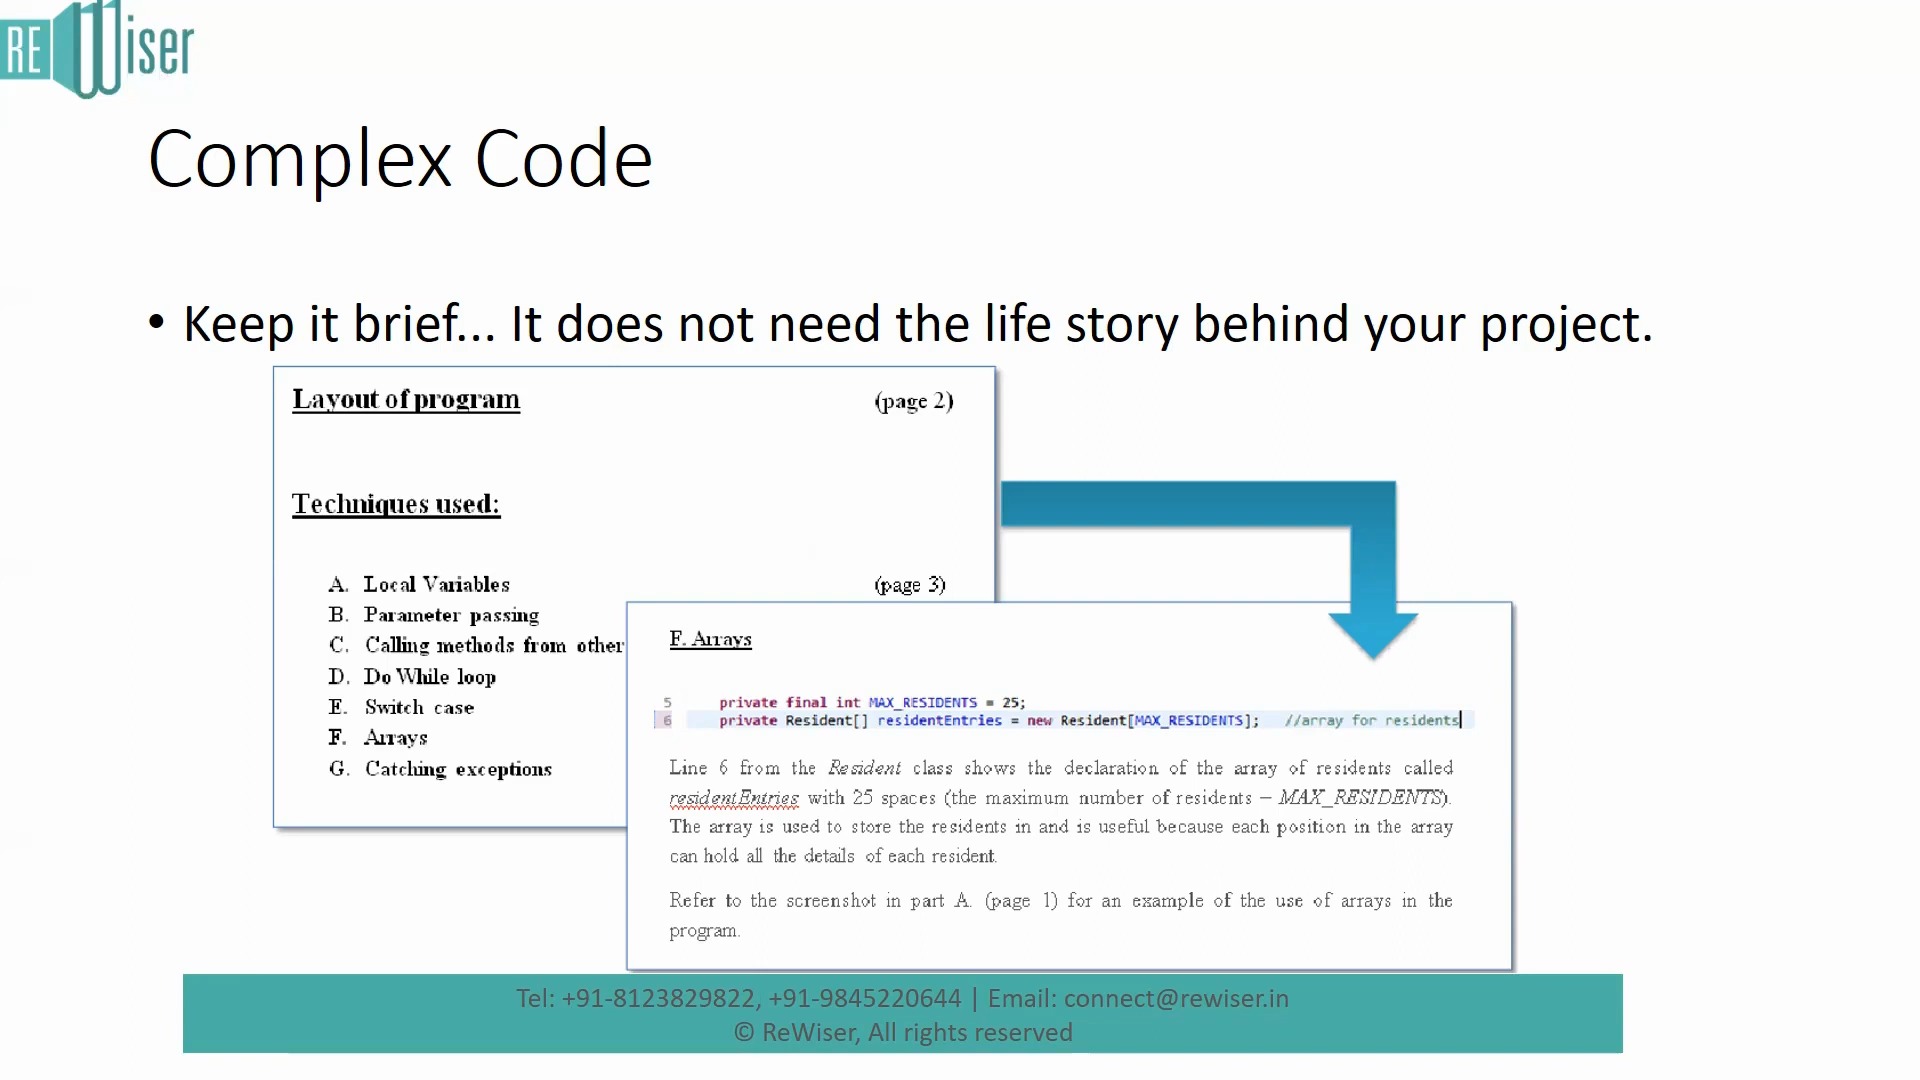 REWiser
Complex Code
• Keep it brief... It does not need the life story behind your project.
Layout of program (page 2)
Techniques used:
A. Local Variables (page 3)
B. Parameter passing
C. Calling methods from other
D. Do While loop
E. Switch case
F. Arrays
G. Catching exceptions
F. Arrays
5 private final int MAX_RESIDENTS = 25;
6 private Resident[] residentEntries = new Resident[MAX_RESIDENTS]; //array for residents
Line 6 from the Resident class shows the declaration of the array of residents called
residentEntries with 25 spaces (the maximum number of residents – MAX_RESIDENTS).
The array is used to store the residents in and is useful because each position in the array
can hold all the details of each resident.
Refer to the screenshot in part A. (page 1) for an example of the use of arrays in the
program.
Tel: +91-8123829822, +91-9845220644 | Email: connect@rewiser.in
© ReWiser, All rights reserved